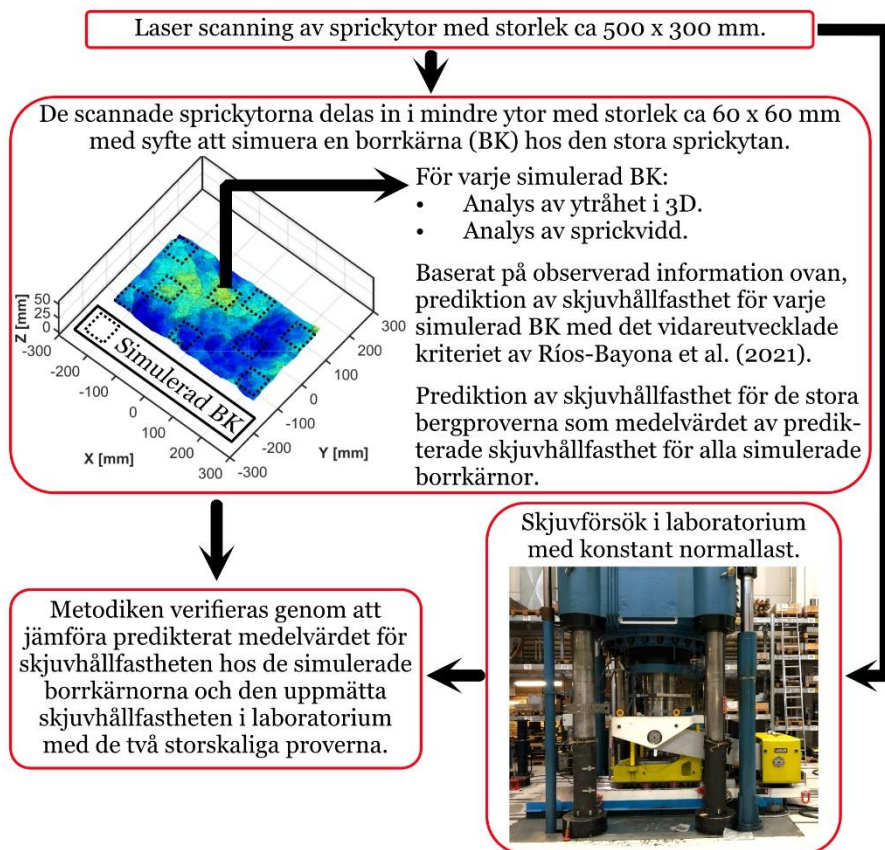 Laser scanning av sprickytor med storlek ca 500 x 300 mm.
De scannade sprickytorna delas in i mindre ytor med storlek ca 60 x 60 mm
med syfte att simuera en borrkärna (BK) hos den stora sprickytan.
För varje simulerad BK:
• Analys av ytråhet i 3D.
• Analys av sprickvidd.
Baserat på observerad information ovan,
prediktion av skjuvhållfasthet för varje
simulerad BK med det vidareutvecklade
kriteriet av Ríos-Bayona et al. (2021).
Prediktion av skjuvhållfasthet för de stora
bergproverna som medelvärdet av predik-
terade skjuvhållfasthet för alla simulerade
borrkärnor.
Z [mm]
50
25
0
-300
-200
-100
0
100
200
300
X [mm]
-300
-200
-100
0
100
200
300
Y [mm]
Simulerad BK
Skjuvförsök i laboratorium
med konstant normallast.
Metodiken verifieras genom att
jämföra predikterat medelvärdet för
skjuvhållfastheten hos de simulerade
borrkärnorna och den uppmätta
skjuvhållfastheten i laboratorium
med de två storskaliga proverna.